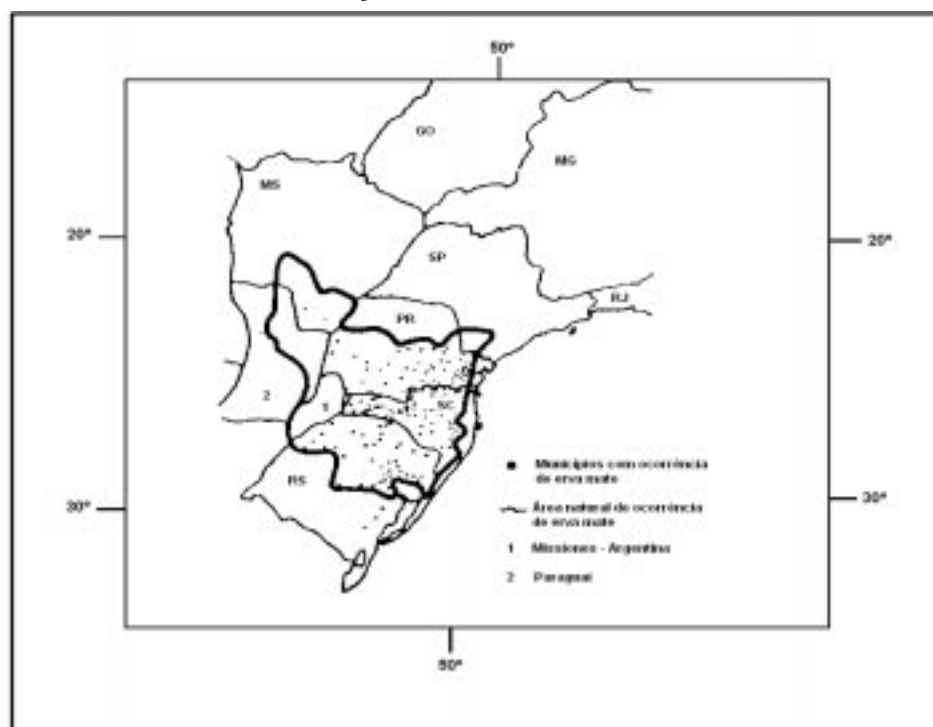 50°
GO
MG
MS
20°
20°
SP
RJ
PR
2
1
SC
RS
Municípios com ocorrência
de erva mate
Área natural de ocorrência
de erva mate
30°
30°
1 Missiones - Argentina
2 Paraguai
50°